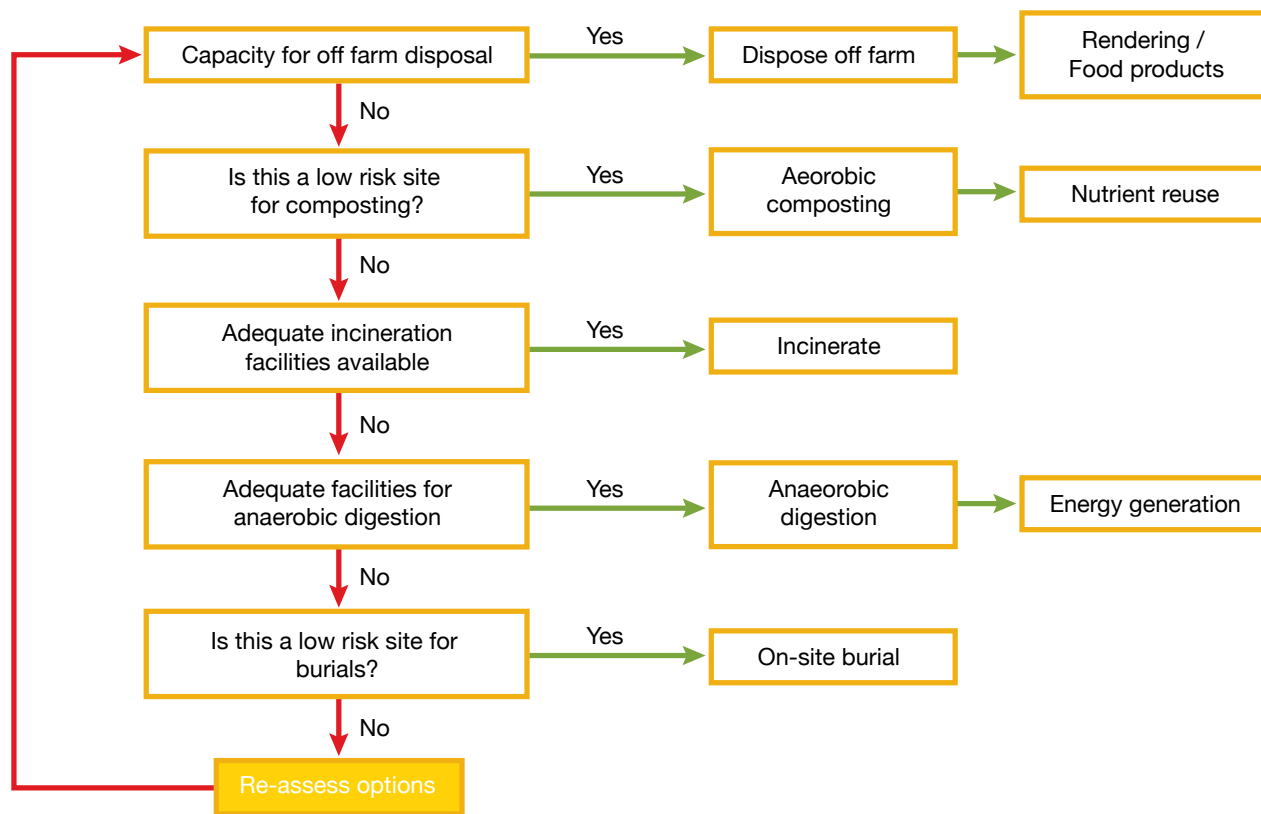 Capacity for off farm disposal
Yes
Dispose off farm
Rendering /
Food products
No
Is this a low risk site
for composting?
Yes
Aeorobic
composting
Nutrient reuse
No
Adequate incineration
facilities available
Yes
Incinerate
No
Adequate facilities for
anaerobic digestion
Yes
Anaeorobic
digestion
Energy generation
No
Is this a low risk site for
burials?
Yes
On-site burial
No
Re-assess options